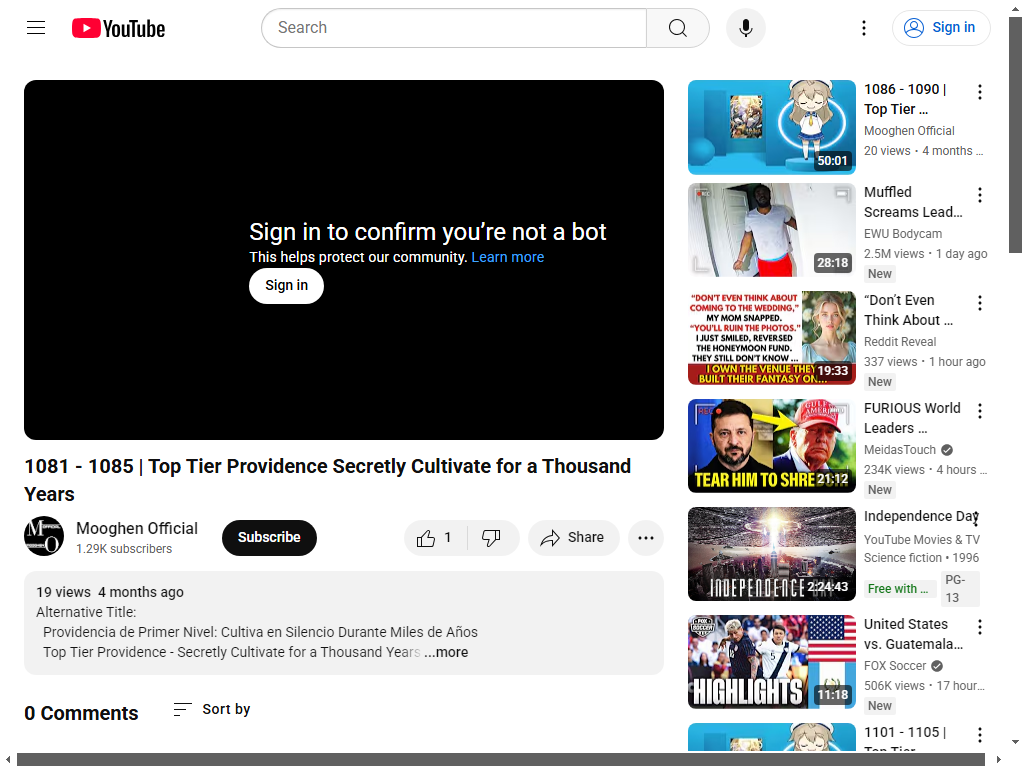 YouTube
Search
Sign in
Sign in to confirm you’re not a bot
This helps protect our community. Learn more
Sign in
1081 - 1085 | Top Tier Providence Secretly Cultivate for a Thousand
Years
Mooghen Official
1.29K subscribers
Subscribe
1
Share
19 views 4 months ago
Alternative Title:
Providencia de Primer Nivel: Cultiva en Silencio Durante Miles de Años
Top Tier Providence - Secretly Cultivate for a Thousand Years ...more
0 Comments
Sort by
50:01
1086 - 1090 |
Top Tier ...
Mooghen Official
20 views • 4 months ...
28:18
Muffled
Screams Lead...
EWU Bodycam
2.5M views • 1 day ago
New
“DON’T EVEN THINK ABOUT
COMING TO THE WEDDING,”
MY MOM SNAPPED.
“YOU’LL RUIN THE PHOTOS.”
I JUST SMILED, REVERSED
THE HONEYMOON FUND.
THEY STILL DON’T KNOW ...
I OWN THE VENUE THEY
BUILT THEIR FANTASY ON...
19:33
“Don’t Even
Think About ...
Reddit Reveal
337 views • 1 hour ago
New
REC
TEAR HIM TO
21:12
FURIOUS World
Leaders ...
MeidasTouch
234K views • 4 hours ...
New
INDEPENDENCE DAY
2:24:43
Independence Day
YouTube Movies & TV
Science fiction • 1996
Free with ...
PG-
13
FOX
SOCCER
HIGHLIGHTS
11:18
United States
vs. Guatemala...
FOX Soccer
506K views • 17 hour...
New
1101 - 1105 |
Top Tier